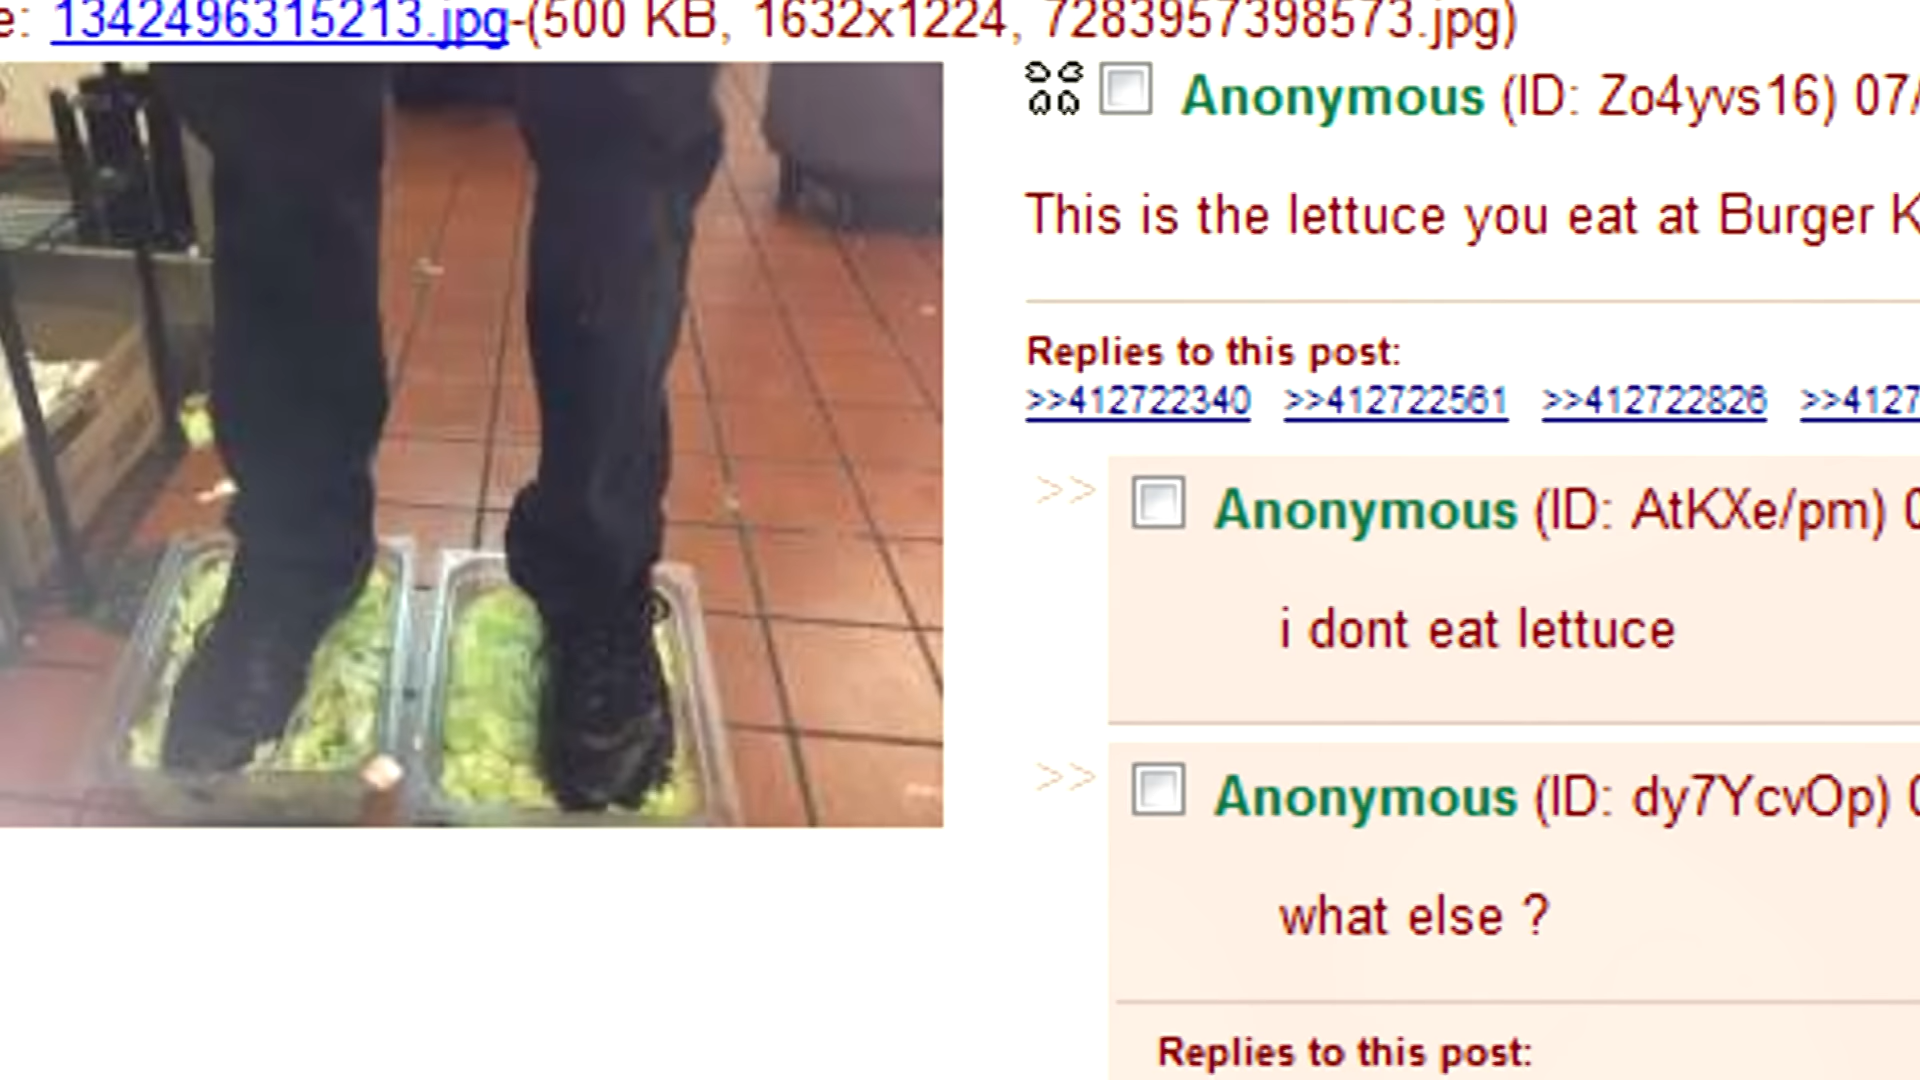 e: 1342496315213.jpg-(500 KB, 1632x1224, 7283957398573.jpg)
Anonymous (ID: Zo4yvs16) 07/
This is the lettuce you eat at Burger K
Replies to this post:
>>412722340 >>412722561 >>412722826 >>4127
>> Anonymous (ID: AtKXe/pm) 0
i dont eat lettuce
>> Anonymous (ID: dy7YcvOp) 0
what else ?
Replies to this post: